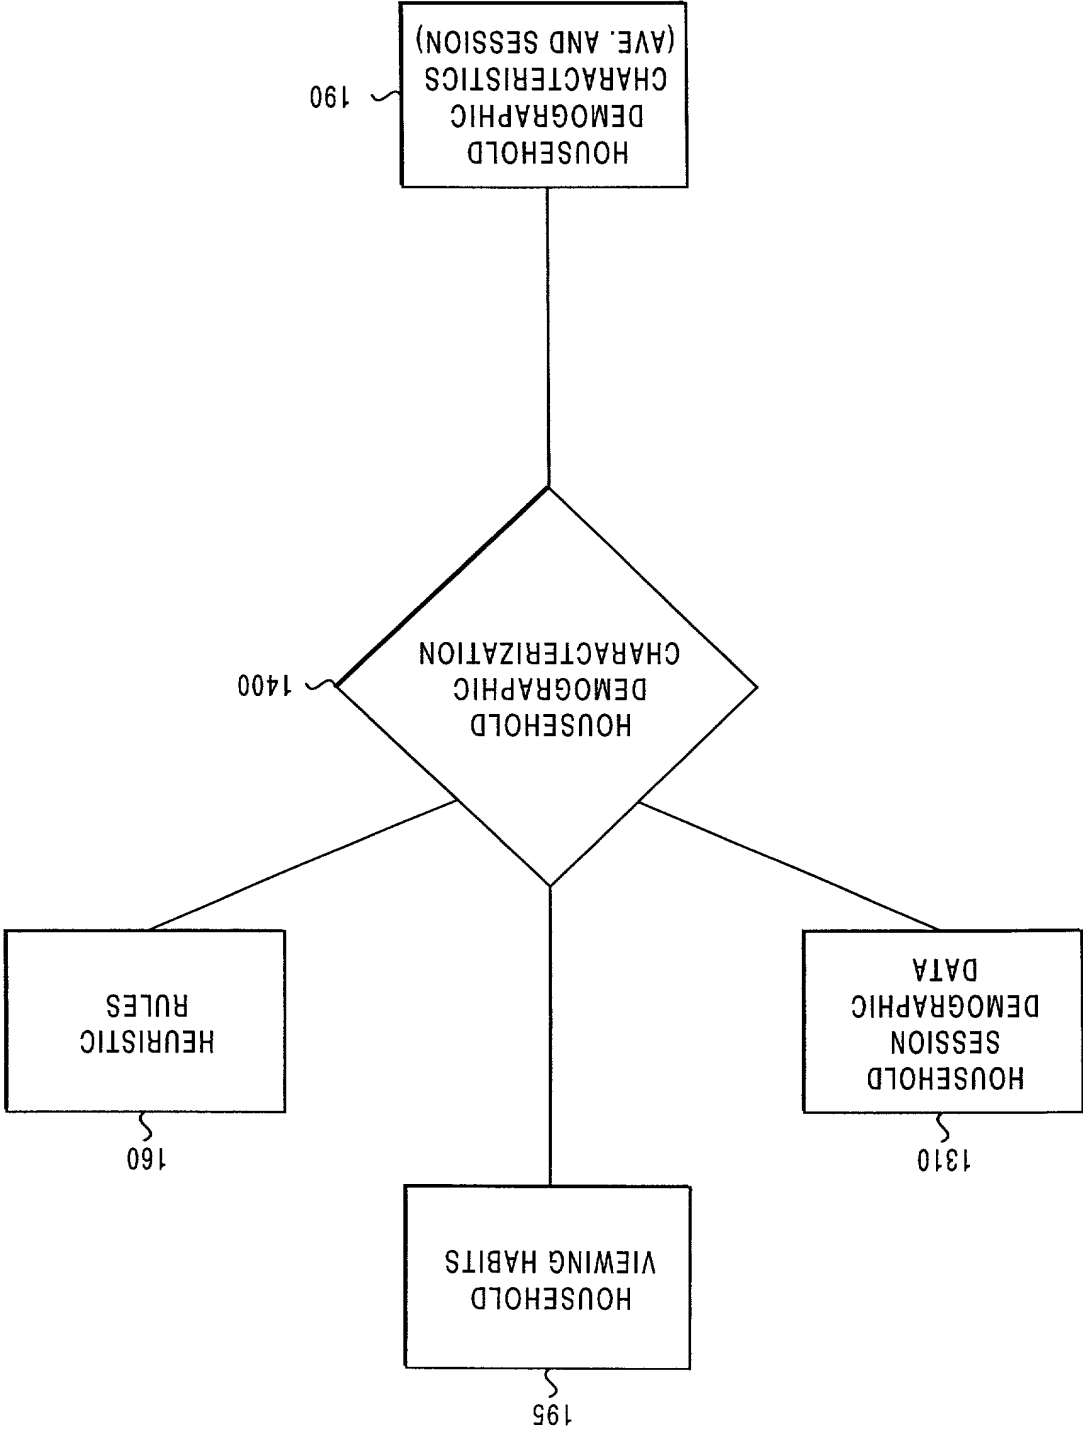 195
HOUSEHOLD
VIEWING HABITS
1310
HOUSEHOLD
SESSION
DEMOGRAPHIC
DATA
160
HEURISTIC
RULES
HOUSEHOLD
DEMOGRAPHIC
CHARACTERIZATION
1400
HOUSEHOLD
DEMOGRAPHIC
CHARACTERISTICS
(AVE. AND SESSION)
190